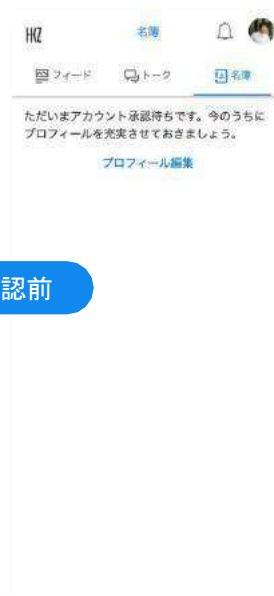 HKZ
名簿
フィード
トーク
名簿
ただいまアカウント承認待ちです。今のうちに
プロフィールを充実させておきましょう。
プロフィール編集
認前